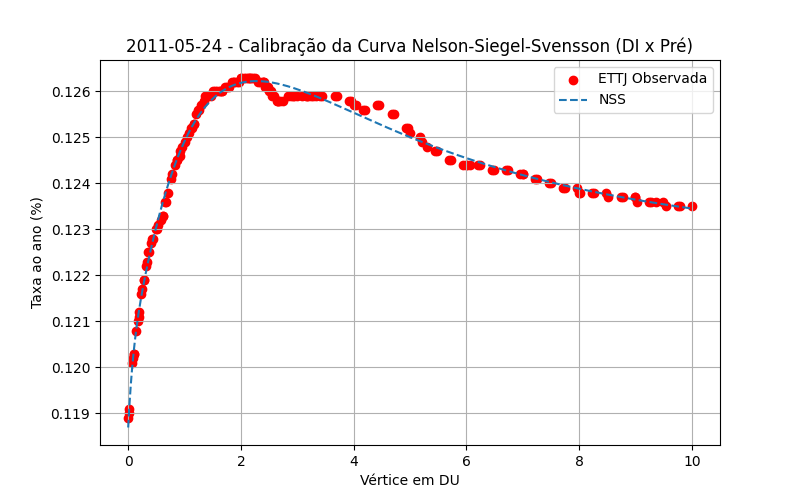 2011-05-24 - Calibração da Curva Nelson-Siegel-Svensson (DI x Pré)
ETTJ Observada
NSS
Taxa ao ano (%)
0.126
0.125
0.124
0.123
0.122
0.121
0.120
0.119
0 2 4 6 8 10
Vértice em DU